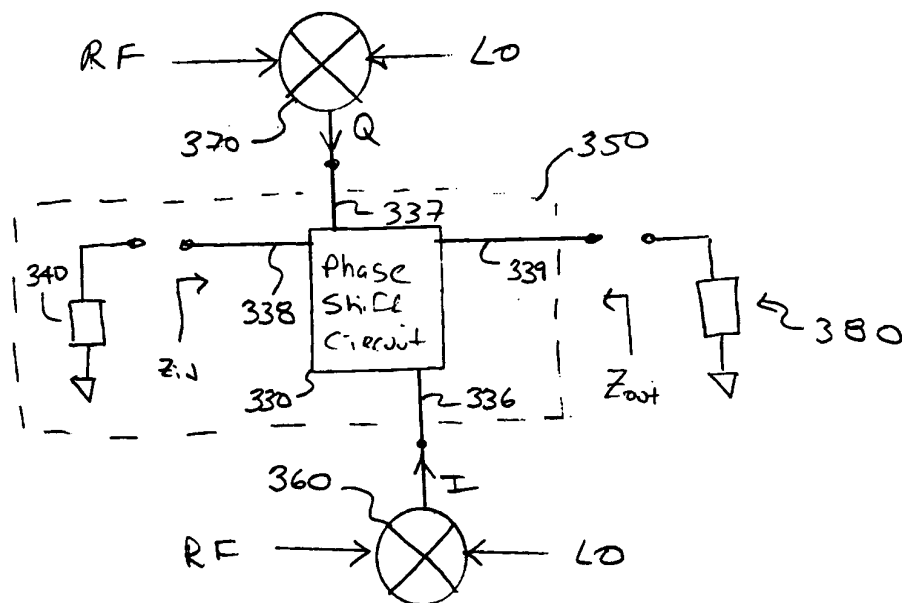 RF
LO
370
Q
350
337
340
338
Phase
Shift
Circuit
339
380
Zin
330
336
Zout
360
I
RF
LO